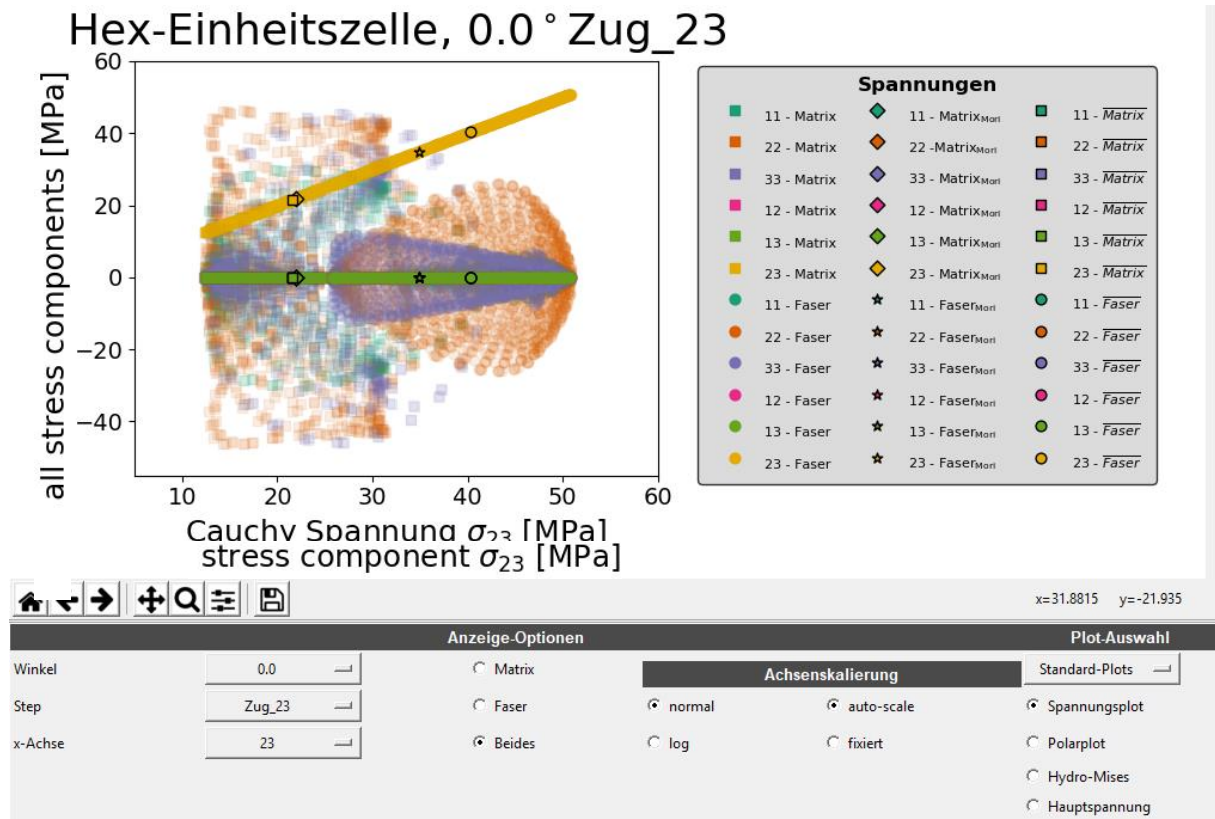 Hex-Einheitszelle, 0.0° Zug_23
all stress components [MPa]
60
40
20
0
−20
−40
10 20 30 40 50 60
Cauchy Spannung σ23 [MPa]
stress component σ23 [MPa]
Spannungen
11 - Matrix 11 - MatrixMori 11 - Matrix
22 - Matrix 22 -MatrixMori 22 - Matrix
33 - Matrix 33 - MatrixMori 33 - Matrix
12 - Matrix 12 - MatrixMori 12 - Matrix
13 - Matrix 13 - MatrixMori 13 - Matrix
23 - Matrix 23 - MatrixMori 23 - Matrix
11 - Faser 11 - FaserMori 11 - Faser
22 - Faser 22 - FaserMori 22 - Faser
33 - Faser 33 - FaserMori 33 - Faser
12 - Faser 12 - FaserMori 12 - Faser
13 - Faser 13 - FaserMori 13 - Faser
23 - Faser 23 - FaserMori 23 - Faser
x=31.8815 y=-21.935
Anzeige-Optionen Plot-Auswahl
Winkel 0.0 Matrix Achsenskalierung Standard-Plots
Step Zug_23 Faser normal auto-scale Spannungsplot
x-Achse 23 Beides log fixiert Polarplot
Hydro-Mises
Hauptspannung